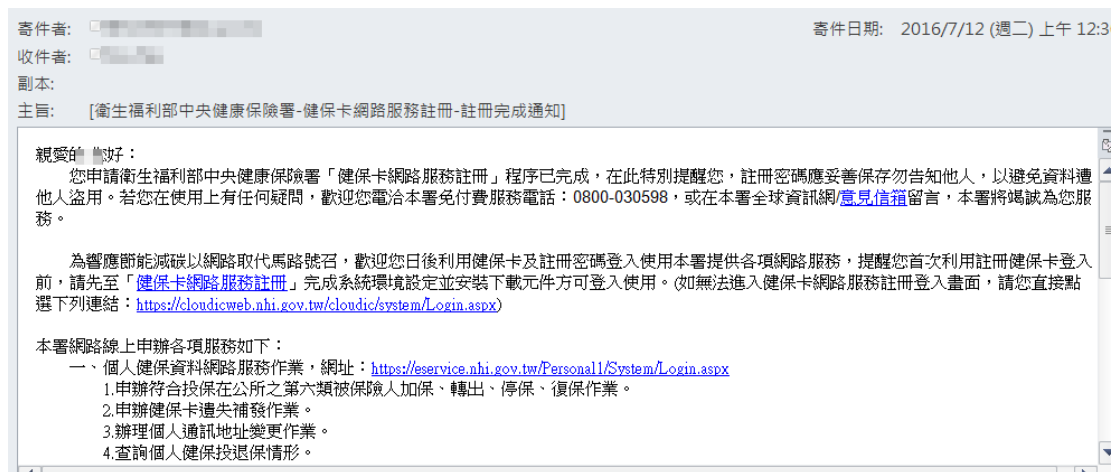 寄件者:
寄件日期: 2016/7/12 (週二) 上午 12:3
收件者:
副本:
主旨: [衛生福利部中央健康保險署-健保卡網路服務註冊-註冊完成通知]
親愛的 您好：
您申請衛生福利部中央健康保險署「健保卡網路服務註冊」程序已完成，在此特別提醒您，註冊密碼應妥善保存勿告知他人，以避免資料遭
他人盜用。若您在使用上有任何疑問，歡迎您電洽本署免付費服務電話：0800-030598，或在本署全球資訊網/意見信箱留言，本署將竭誠為您服
務。
為響應節能減碳以網路取代馬路號召，歡迎您日後利用健保卡及註冊密碼登入使用本署提供各項網路服務，提醒您首次利用註冊健保卡登入
前，請先至「健保卡網路服務註冊」完成系統環境設定並安裝下載元件方可登入使用。(如無法進入健保卡網路服務註冊登入畫面，請您直接點
選下列連結：https://cloudicweb.nhi.gov.tw/cloudic/system/Login.aspx)
本署網路線上申辦各項服務如下：
一、個人健保資料網路服務作業，網址：https://eservice.nhi.gov.tw/Personal1/System/Login.aspx
1.申辦符合投保在公所之第六類被保險人加保、轉出、停保、復保作業。
2.申辦健保卡遺失補發作業。
3.辦理個人通訊地址變更作業。
4.查詢個人健保投退保情形。